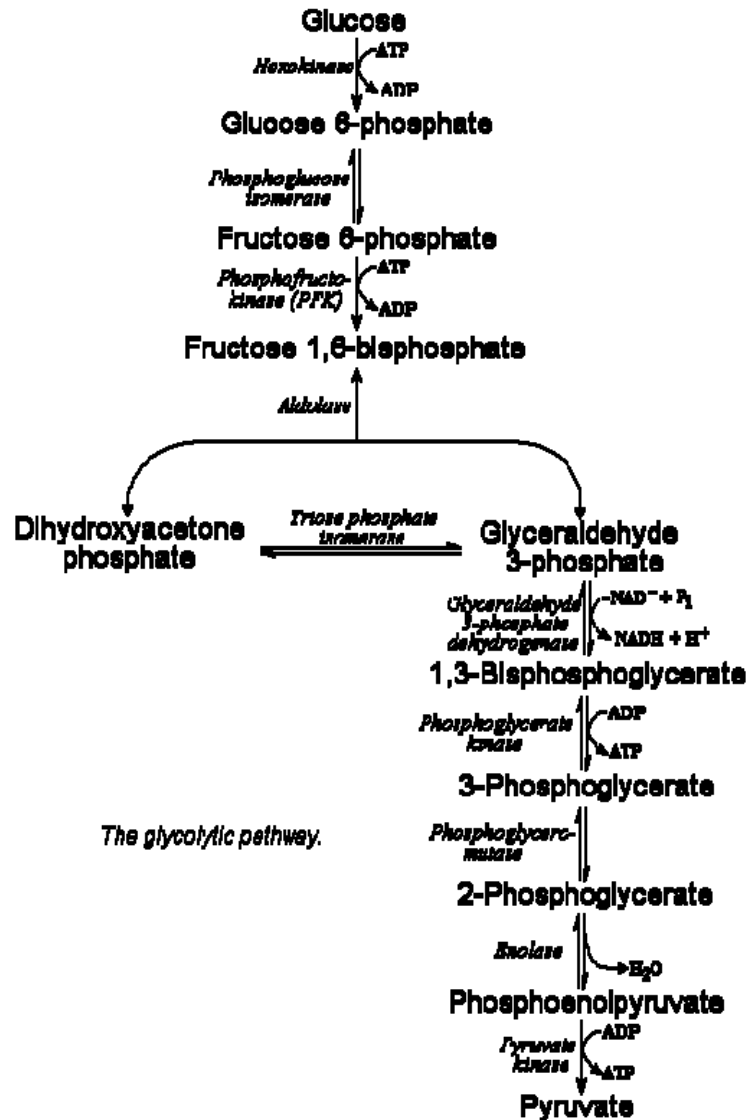 Glucose
Hexokinase
ATP
ADP
Glucose 6-phosphate
Phosphoglucose
isomerase
Fructose 6-phosphate
Phosphofructo-
kinase (PFK)
ATP
ADP
Fructose 1,6-bisphosphate
Aldolase
Dihydroxyacetone
phosphate
Triose phosphate
isomerase
Glyceraldehyde
3-phosphate
Glyceraldehyde
3-phosphate
dehydrogenase
NAD⁻ + Pi
NADH + H⁺
1,3-Bisphosphoglycerate
Phosphoglycerate
kinase
ADP
ATP
3-Phosphoglycerate
The glycolytic pathway.
Phosphoglycero-
mutase
2-Phosphoglycerate
Enolase
H₂O
Phosphoenolpyruvate
Pyruvate
kinase
ADP
ATP
Pyruvate